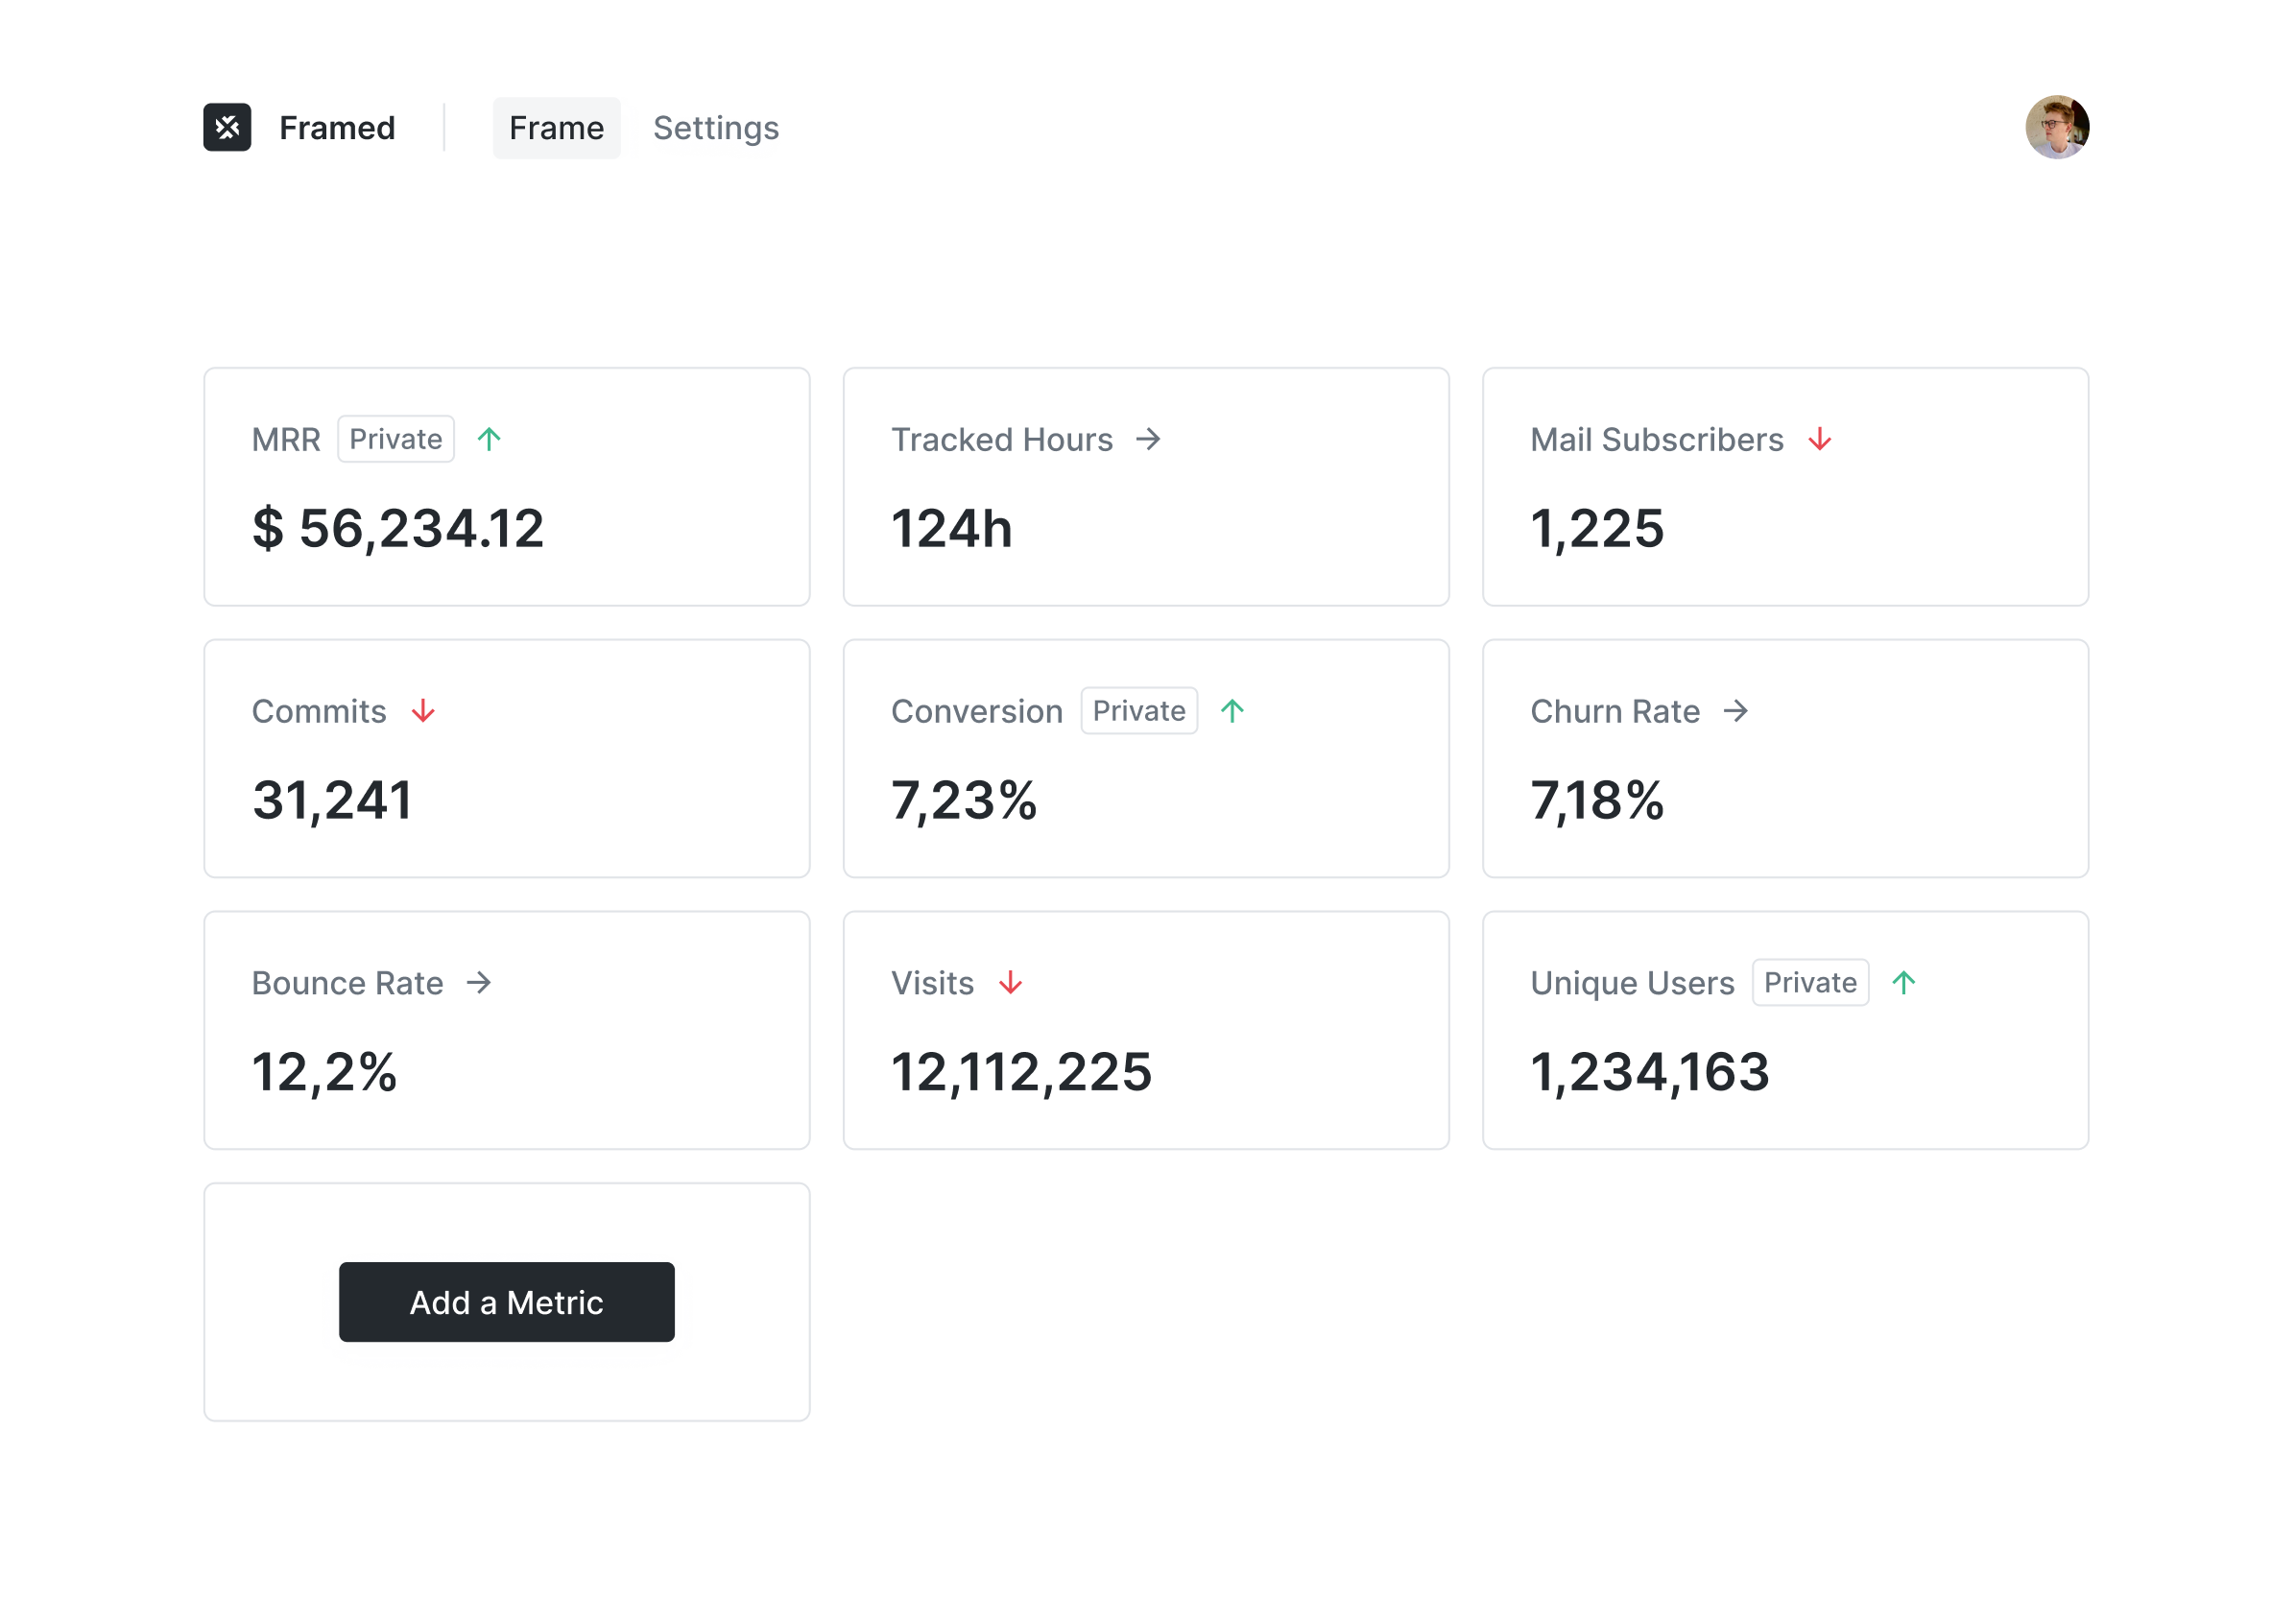 Framed Frame Settings
MRR Private ↑
$ 56,234.12
Tracked Hours →
124h
Mail Subscribers ↓
1,225
Commits ↓
31,241
Conversion Private ↑
7,23%
Churn Rate →
7,18%
Bounce Rate →
12,2%
Visits ↓
12,112,225
Unique Users Private ↑
1,234,163
Add a Metric